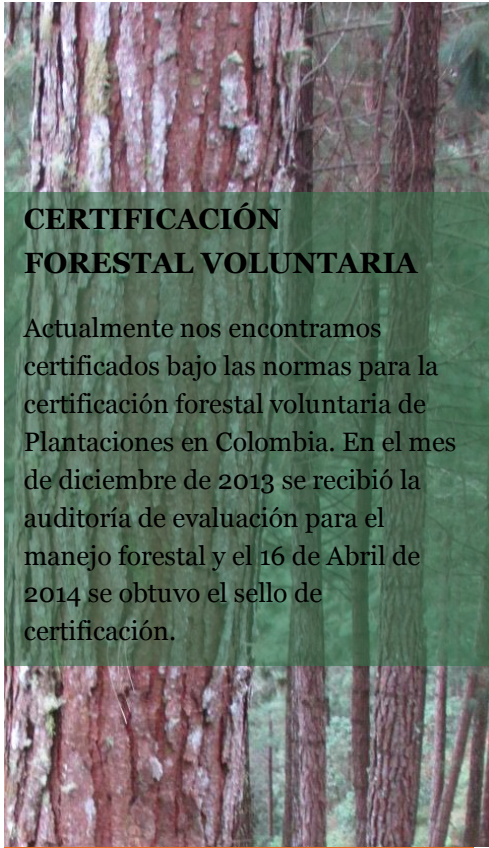 CERTIFICACIÓN
FORESTAL VOLUNTARIA
Actualmente nos encontramos
certificados bajo las normas para la
certificación forestal voluntaria de
Plantaciones en Colombia. En el mes
de diciembre de 2013 se recibió la
auditoría de evaluación para el
manejo forestal y el 16 de Abril de
2014 se obtuvo el sello de
certificación.